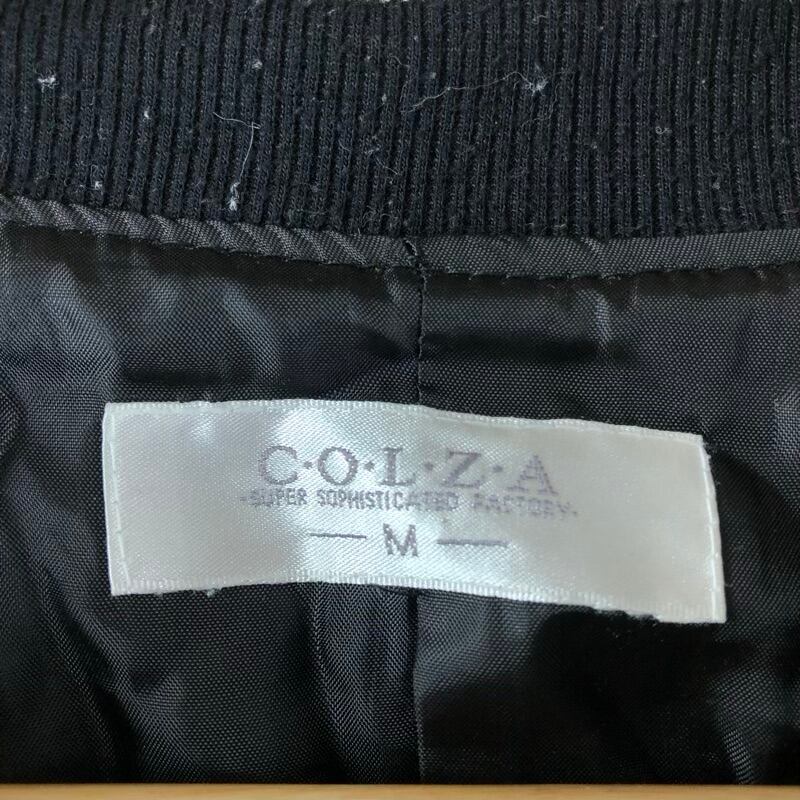 C·O·L·Z·A
-SUPER SOPHISTICATED FACTORY-
— M —